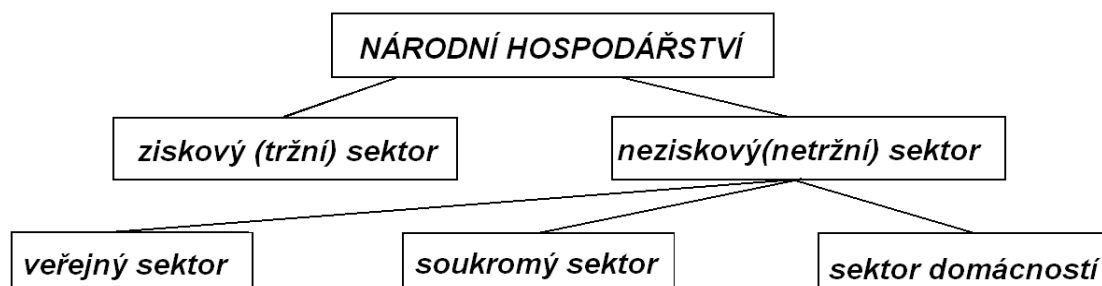 NÁRODNÍ HOSPODÁŘSTVÍ
ziskový (tržní) sektor
neziskový(netržní) sektor
veřejný sektor
soukromý sektor
sektor domácností